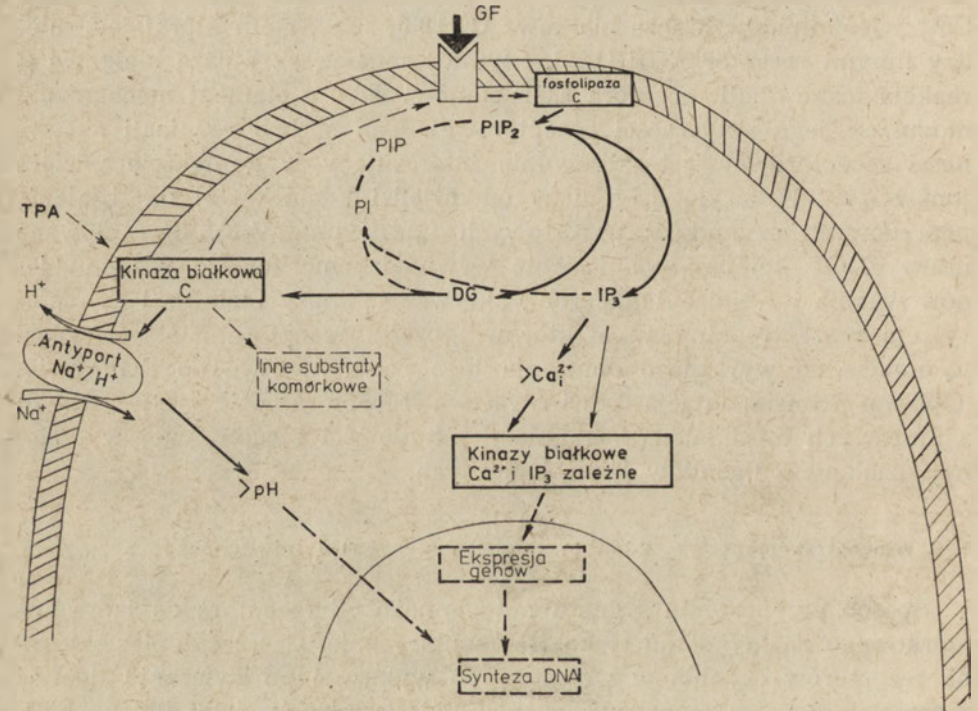 GF
fosfolipaza
C
PIP₂
PIP
PI
TPA
Kinaza białkowa
C
DG
IP₃
H⁺
Antyport
Na⁺/H⁺
Na⁺
Inne substraty
komórkowe
>Ca²⁺i
Kinazy białkowe
Ca²⁺ i IP₃ zależne
>pH
Ekspresja
genów
Synteza DNA